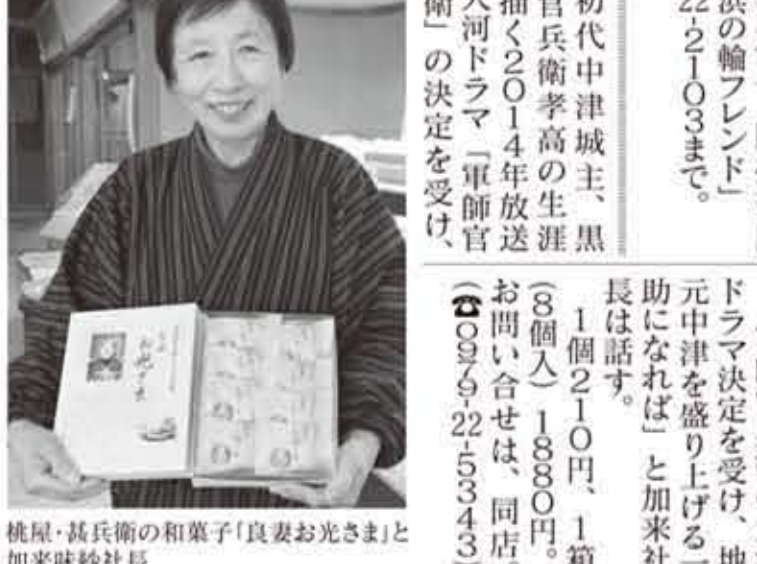 浜の輪フレンド」
22-2103まで。
初代中津城主、黒
官兵衛孝高の生涯
描く2014年放送
大河ドラマ「軍師官
衛」の決定を受け、
ドラマ決定を受け、地
元中津を盛り上げる一
助になれば」と加来社
長は話す。
1個210円、1箱
(8個入)1880円。
お問い合せは、同店。
(☎0979-22-5343)
お光さま
桃屋・甚兵衛の和菓子「良妻お光さま」と
加来味紗社長